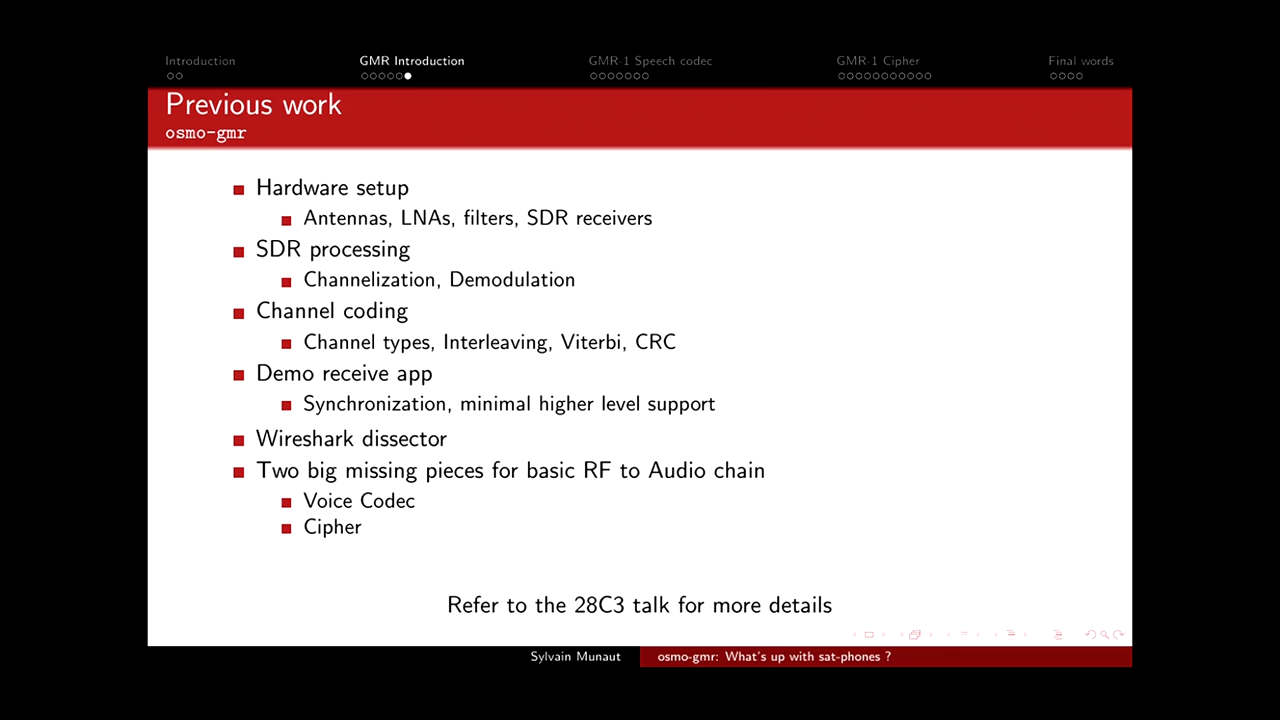 Introduction
GMR Introduction
GMR-1 Speech codec
GMR-1 Cipher
Final words
Previous work
osmo-gmr
Hardware setup
Antennas, LNAs, filters, SDR receivers
SDR processing
Channelization, Demodulation
Channel coding
Channel types, Interleaving, Viterbi, CRC
Demo receive app
Synchronization, minimal higher level support
Wireshark dissector
Two big missing pieces for basic RF to Audio chain
Voice Codec
Cipher
Refer to the 28C3 talk for more details
Sylvain Munaut
osmo-gmr: What's up with sat-phones ?